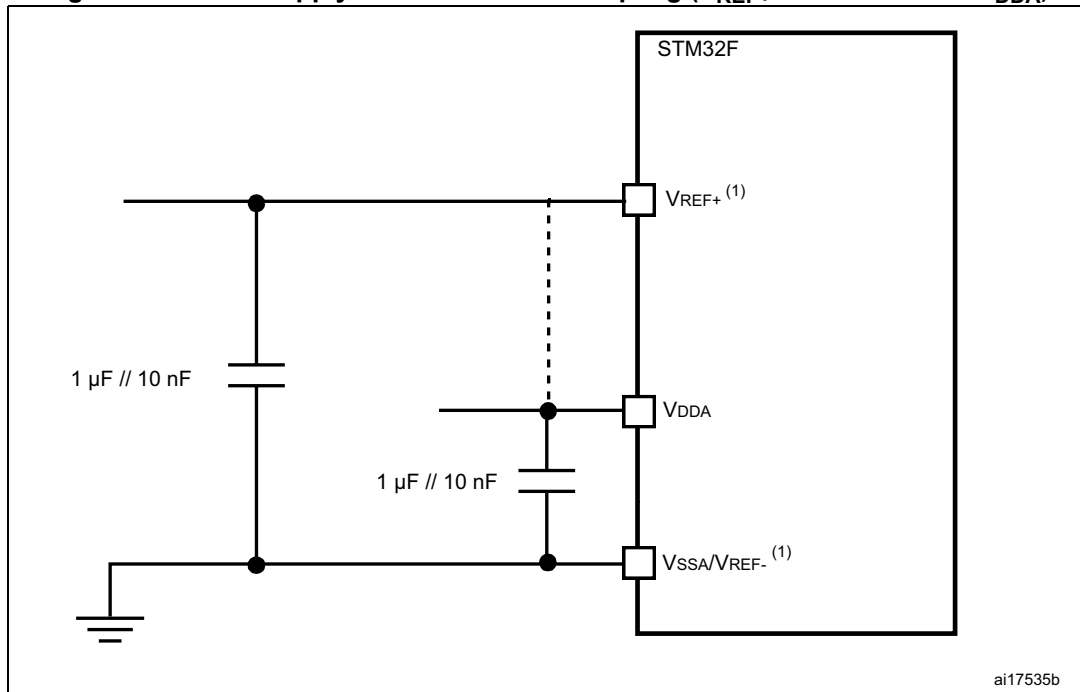 STM32F
VREF+ (1)
1 µF // 10 nF
VDDA
1 µF // 10 nF
VSSA/VREF- (1)
ai17535b